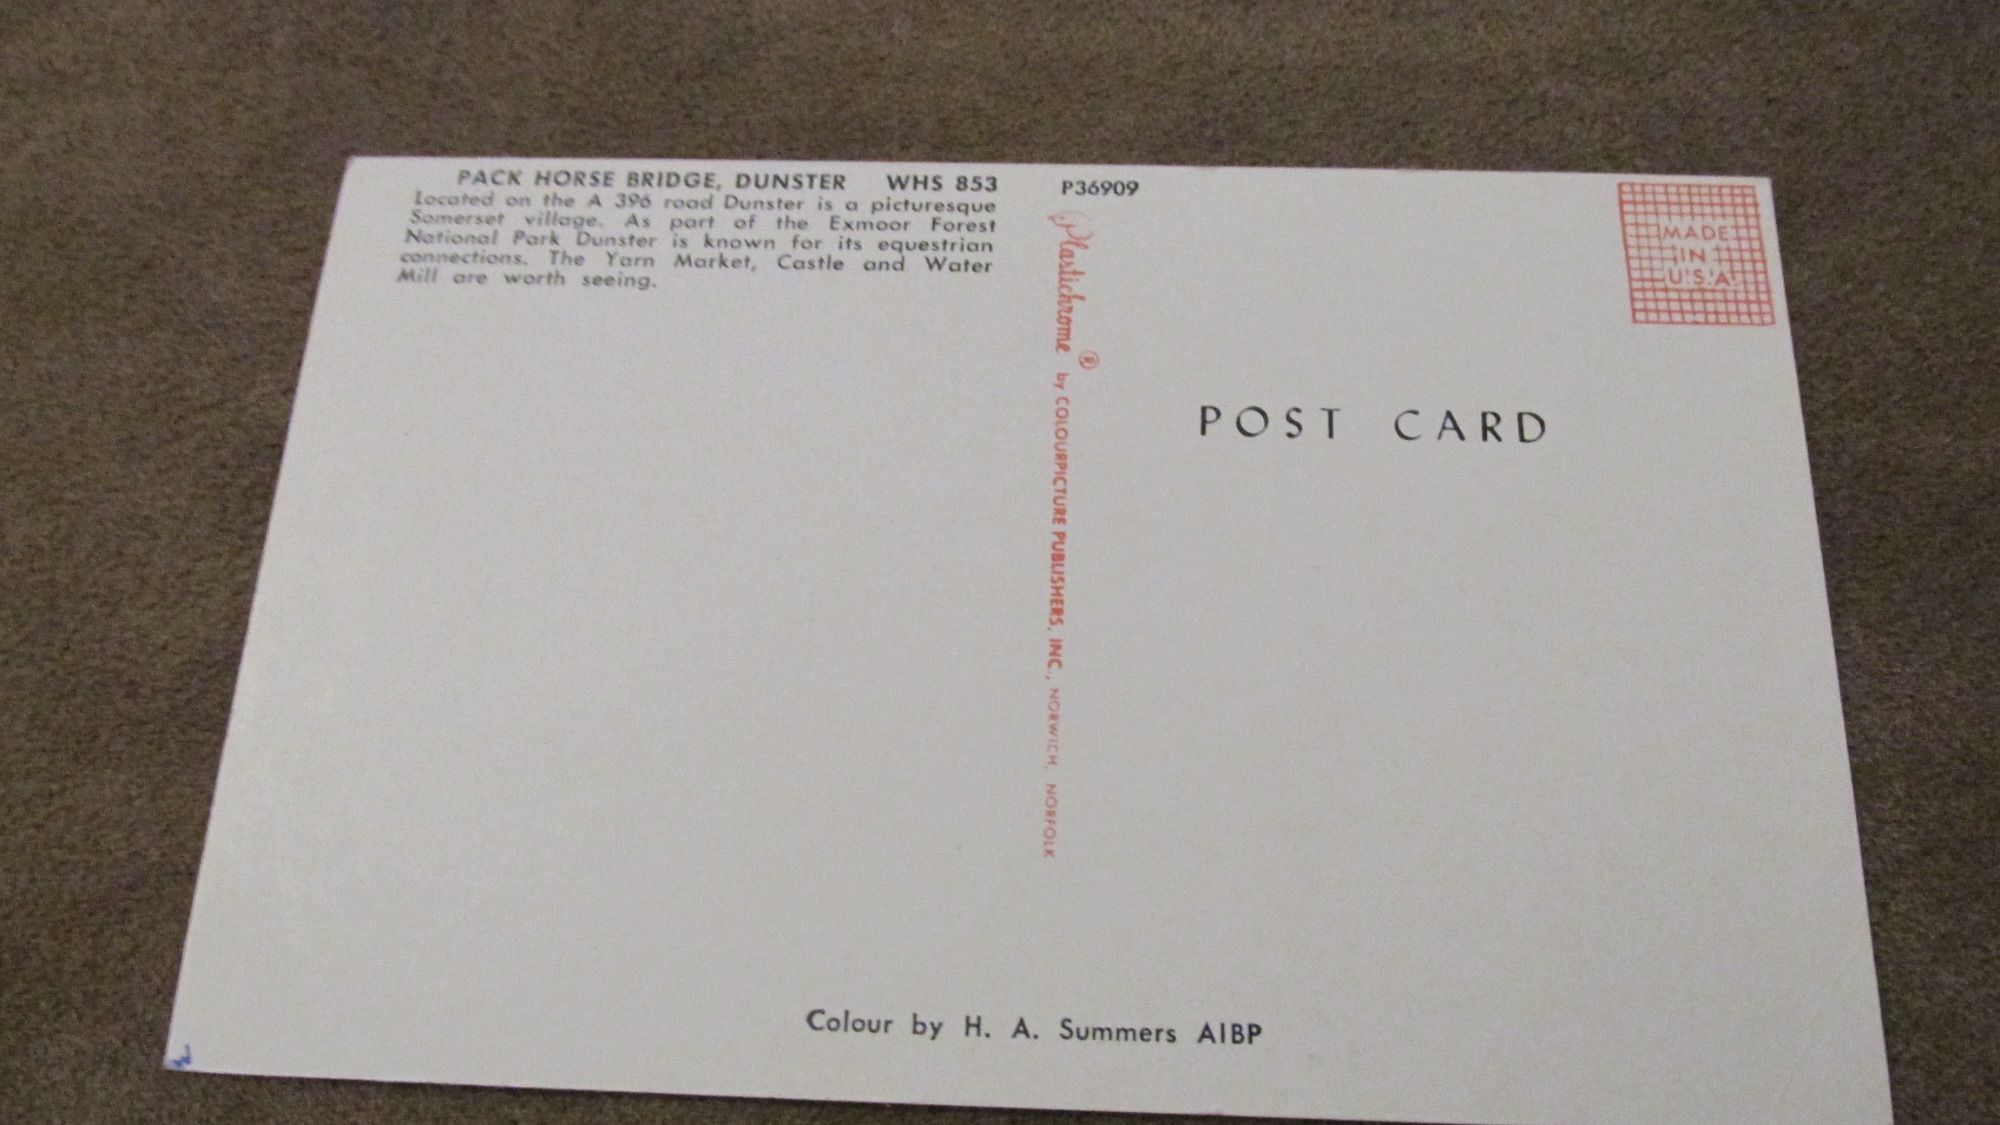 PACK HORSE BRIDGE, DUNSTER WHS 853
Located on the A 396 road Dunster is a picturesque
Somerset village. As part of the Exmoor Forest
National Park Dunster is known for its equestrian
connections. The Yarn Market, Castle and Water
Mill are worth seeing.
P36909
Plastichrome ® by COLOURPICTURE PUBLISHERS, INC., NORWICH, NORFOLK
MADE
IN
U.S.A.
POST CARD
Colour by H. A. Summers AIBP